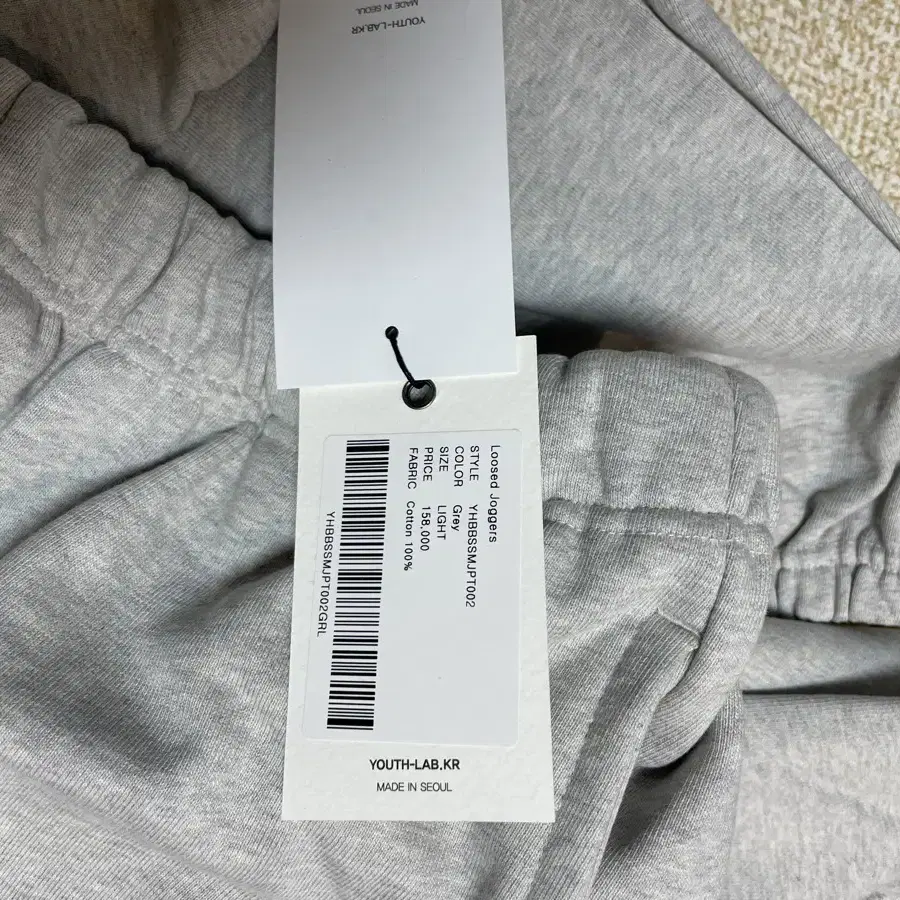 YOUTH-LAB.KR
MADE IN SEOUL
Loosed Joggers
STYLE YHBBSSMJPT002
COLOR Grey
SIZE LIGHT
PRICE 158,000
FABRIC Cotton 100%
YHBBSSMJPT002GRL
YOUTH-LAB.KR
MADE IN SEOUL